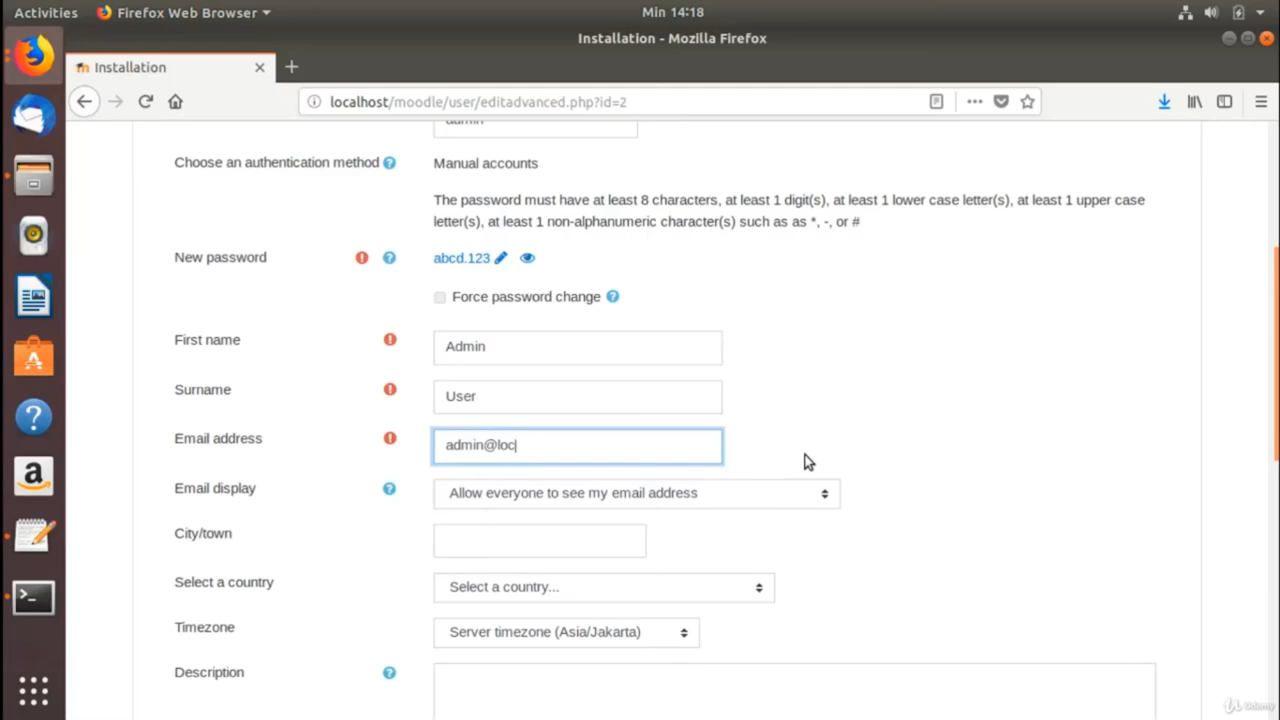 Activities Firefox Web Browser Min 14:18
Installation - Mozilla Firefox
Installation
localhost/moodle/user/editadvanced.php?id=2
admin
Choose an authentication method Manual accounts
The password must have at least 8 characters, at least 1 digit(s), at least 1 lower case letter(s), at least 1 upper case
letter(s), at least 1 non-alphanumeric character(s) such as as *, -, or #
New password abcd.123
Force password change
First name Admin
Surname User
Email address admin@loc
Email display Allow everyone to see my email address
City/town
Select a country Select a country...
Timezone Server timezone (Asia/Jakarta)
Description
Udemy